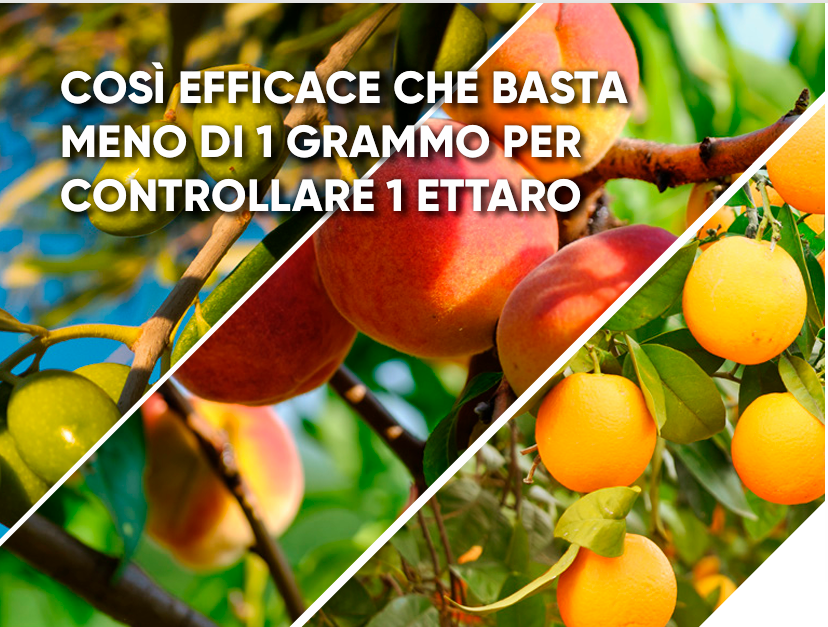 COSÌ EFFICACE CHE BASTA
MENO DI 1 GRAMMO PER
CONTROLLARE 1 ETTARO